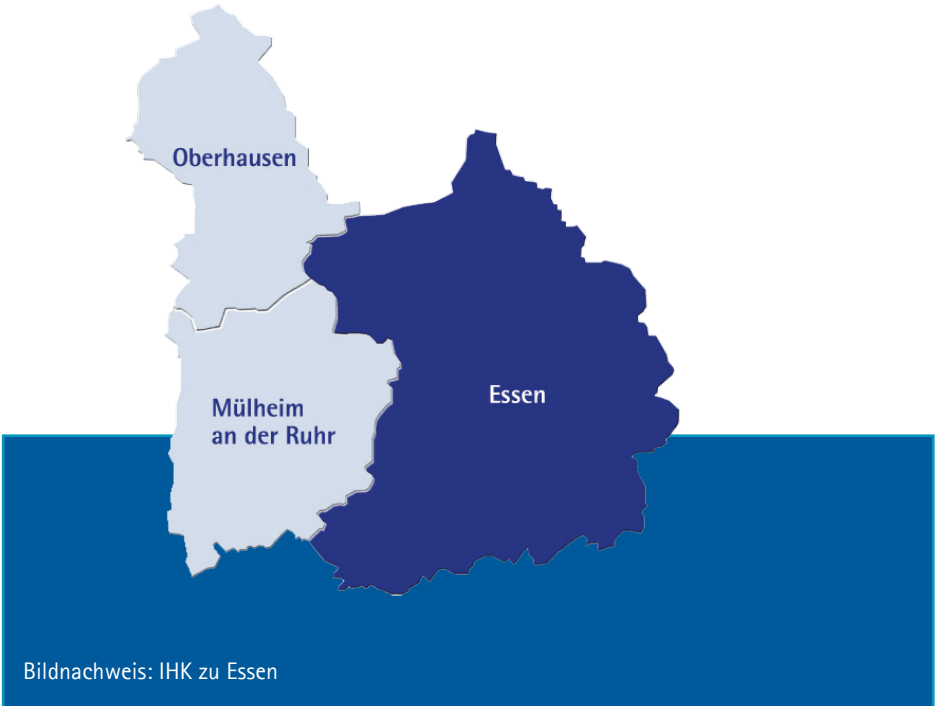 Oberhausen
Essen
Mülheim
an der Ruhr
Bildnachweis: IHK zu Essen